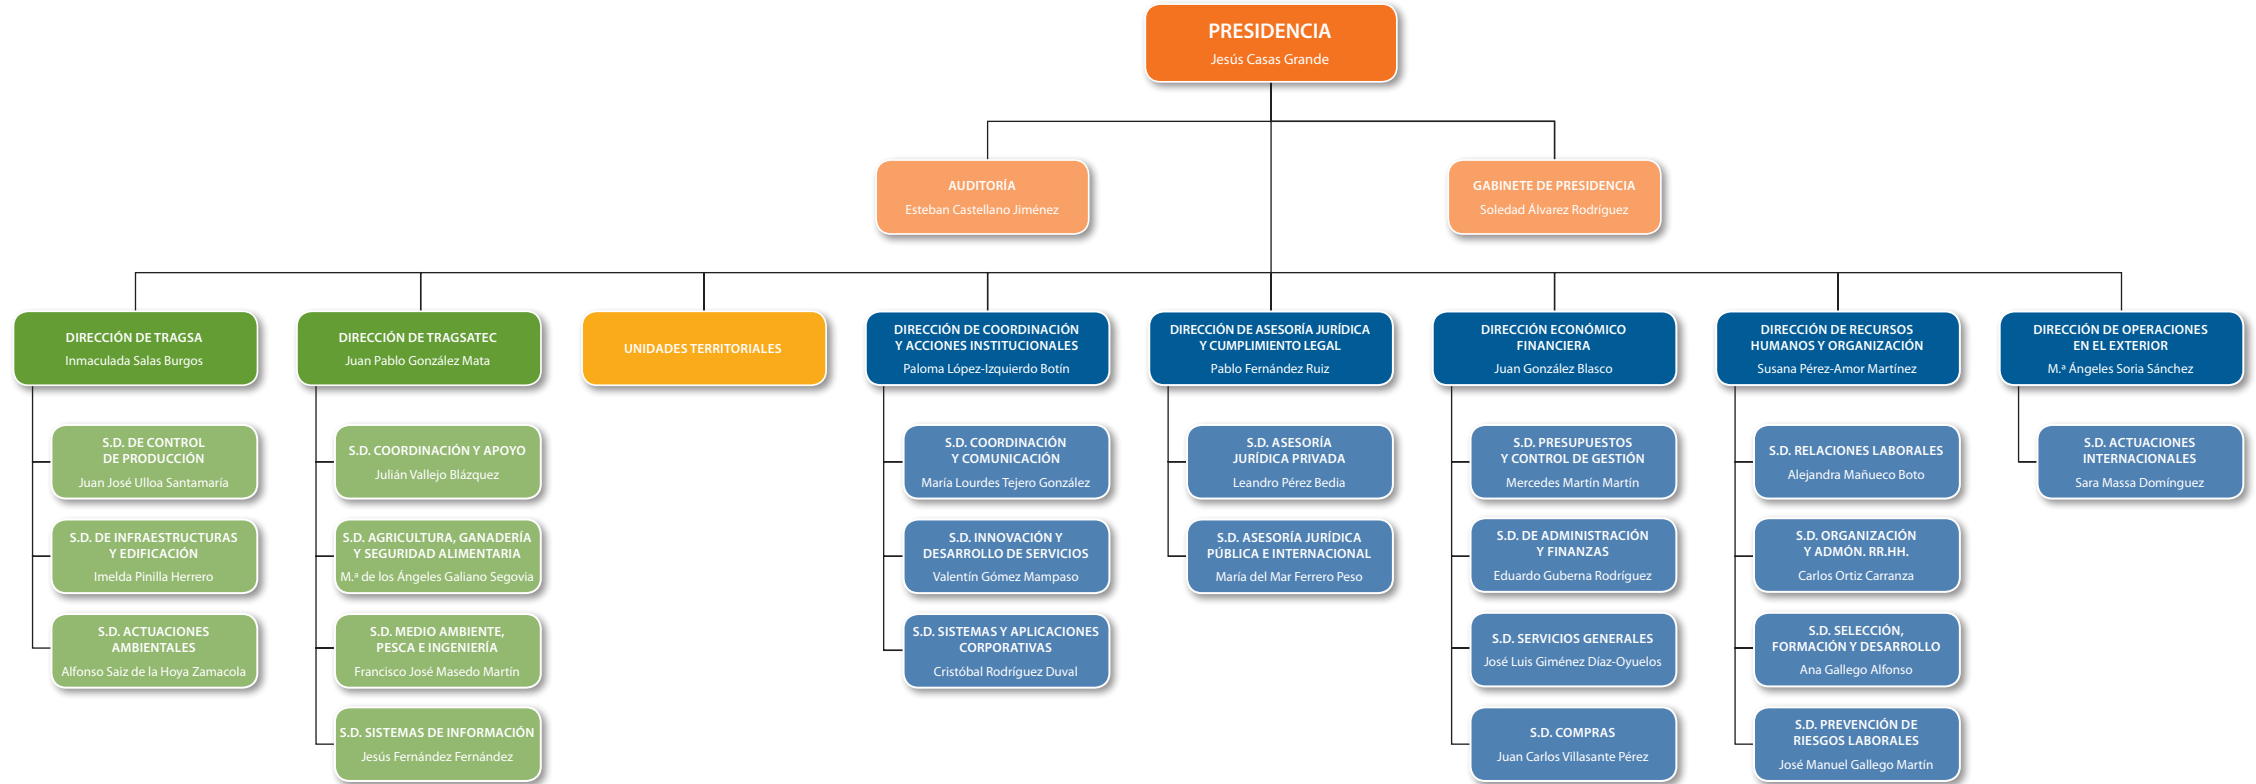 PRESIDENCIA
Jesús Casas Grande
AUDITORÍA
Esteban Castellano Jiménez
GABINETE DE PRESIDENCIA
Soledad Álvarez Rodríguez
DIRECCIÓN DE TRAGSA
Inmaculada Salas Burgos
S.D. DE CONTROL
DE PRODUCCIÓN
Juan José Ulloa Santamaría
S.D. DE INFRAESTRUCTURAS
Y EDIFICACIÓN
Imelda Pinilla Herrero
S.D. ACTUACIONES
AMBIENTALES
Alfonso Saiz de la Hoya Zamacola
DIRECCIÓN DE TRAGSATEC
Juan Pablo González Mata
S.D. COORDINACIÓN Y APOYO
Julián Vallejo Blázquez
S.D. AGRICULTURA, GANADERÍA
Y SEGURIDAD ALIMENTARIA
M.ª de los Ángeles Galiano Segovia
S.D. MEDIO AMBIENTE,
PESCA E INGENIERÍA
Francisco José Masedo Martín
S.D. SISTEMAS DE INFORMACIÓN
Jesús Fernández Fernández
UNIDADES TERRITORIALES
DIRECCIÓN DE COORDINACIÓN
Y ACCIONES INSTITUCIONALES
Paloma López-Izquierdo Botín
S.D. COORDINACIÓN
Y COMUNICACIÓN
María Lourdes Tejero González
S.D. INNOVACIÓN Y
DESARROLLO DE SERVICIOS
Valentín Gómez Mampaso
S.D. SISTEMAS Y APLICACIONES
CORPORATIVAS
Cristóbal Rodríguez Duval
DIRECCIÓN DE ASESORÍA JURÍDICA
Y CUMPLIMIENTO LEGAL
Pablo Fernández Ruiz
S.D. ASESORÍA
JURÍDICA PRIVADA
Leandro Pérez Bedia
S.D. ASESORÍA JURÍDICA
PÚBLICA E INTERNACIONAL
María del Mar Ferrero Peso
DIRECCIÓN ECONÓMICO
FINANCIERA
Juan González Blasco
S.D. PRESUPUESTOS
Y CONTROL DE GESTIÓN
Mercedes Martín Martín
S.D. DE ADMINISTRACIÓN
Y FINANZAS
Eduardo Guberna Rodríguez
S.D. SERVICIOS GENERALES
José Luis Giménez Díaz-Oyuelos
S.D. COMPRAS
Juan Carlos Villasante Pérez
DIRECCIÓN DE RECURSOS
HUMANOS Y ORGANIZACIÓN
Susana Pérez-Amor Martínez
S.D. RELACIONES LABORALES
Alejandra Mañueco Boto
S.D. ORGANIZACIÓN
Y ADMÓN. RR.HH.
Carlos Ortiz Carranza
S.D. SELECCIÓN,
FORMACIÓN Y DESARROLLO
Ana Gallego Alfonso
S.D. PREVENCIÓN DE
RIESGOS LABORALES
José Manuel Gallego Martín
DIRECCIÓN DE OPERACIONES
EN EL EXTERIOR
M.ª Ángeles Soria Sánchez
S.D. ACTUACIONES
INTERNACIONALES
Sara Massa Domínguez